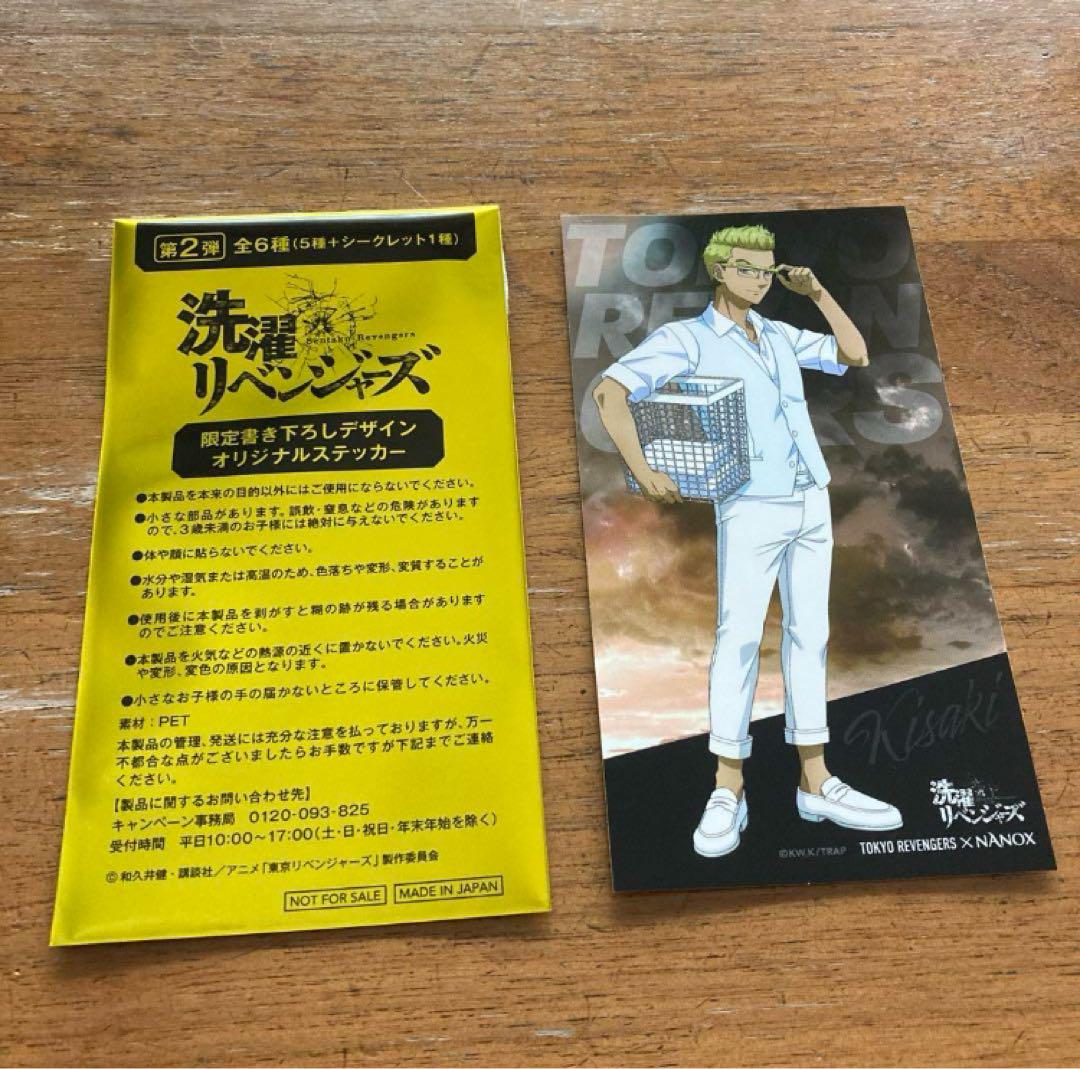 第2弾 全6種(5種+シークレット1種)
洗濯
Sentaku Revengers
リベンジャーズ
限定書き下ろしデザイン
オリジナルステッカー
●本製品を本来の目的以外にはご使用にならないでください。
●小さな部品があります。誤飲・窒息などの危険があります
ので、3歳未満のお子様には絶対に与えないでください。
●体や顔に貼らないでください。
●水分や湿気または高温のため、色落ちや変形、変質することが
あります。
●使用後に本製品を剥がすと糊の跡が残る場合があります
のでご注意ください。
●本製品を火気などの熱源の近くに置かないでください。火災
や変形、変色の原因となります。
●小さなお子様の手の届かないところに保管してください。
素材:PET
本製品の管理、発送には充分な注意を払っておりますが、万一
不都合な点がございましたらお手数ですが下記までご連絡
ください。
【製品に関するお問い合わせ先】
キャンペーン事務局 0120-093-825
受付時間 平日10:00~17:00(土・日・祝日・年末年始を除く)
©和久井健・講談社/アニメ「東京リベンジャーズ」製作委員会
NOT FOR SALE MADE IN JAPAN
TOKYO
REVEN
GERS
Kisaki
洗濯
リベンジャーズ
©KW,K/TRAP TOKYO REVENGERS × NANOX